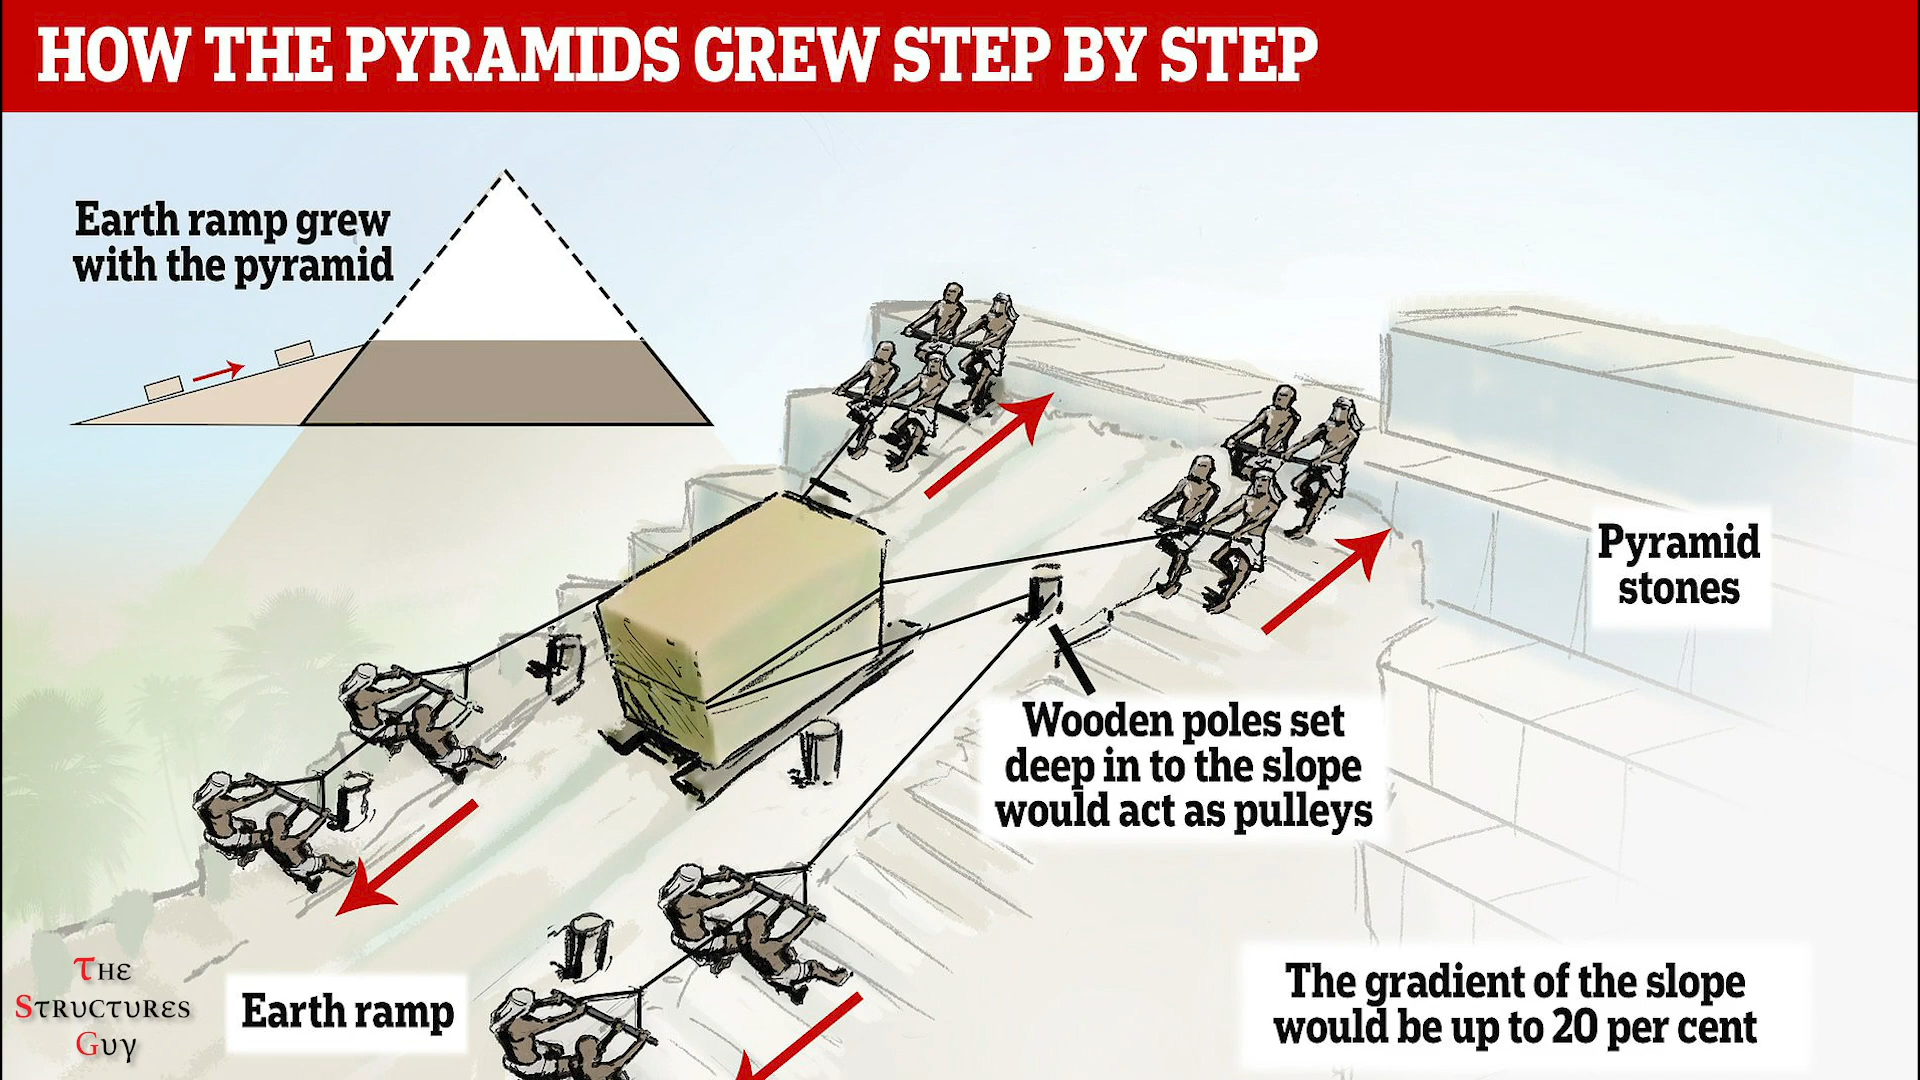 HOW THE PYRAMIDS GREW STEP BY STEP
Earth ramp grew
with the pyramid
Pyramid
stones
Wooden poles set
deep in to the slope
would act as pulleys
The gradient of the slope
would be up to 20 per cent
Earth ramp
The
Structures
Guy